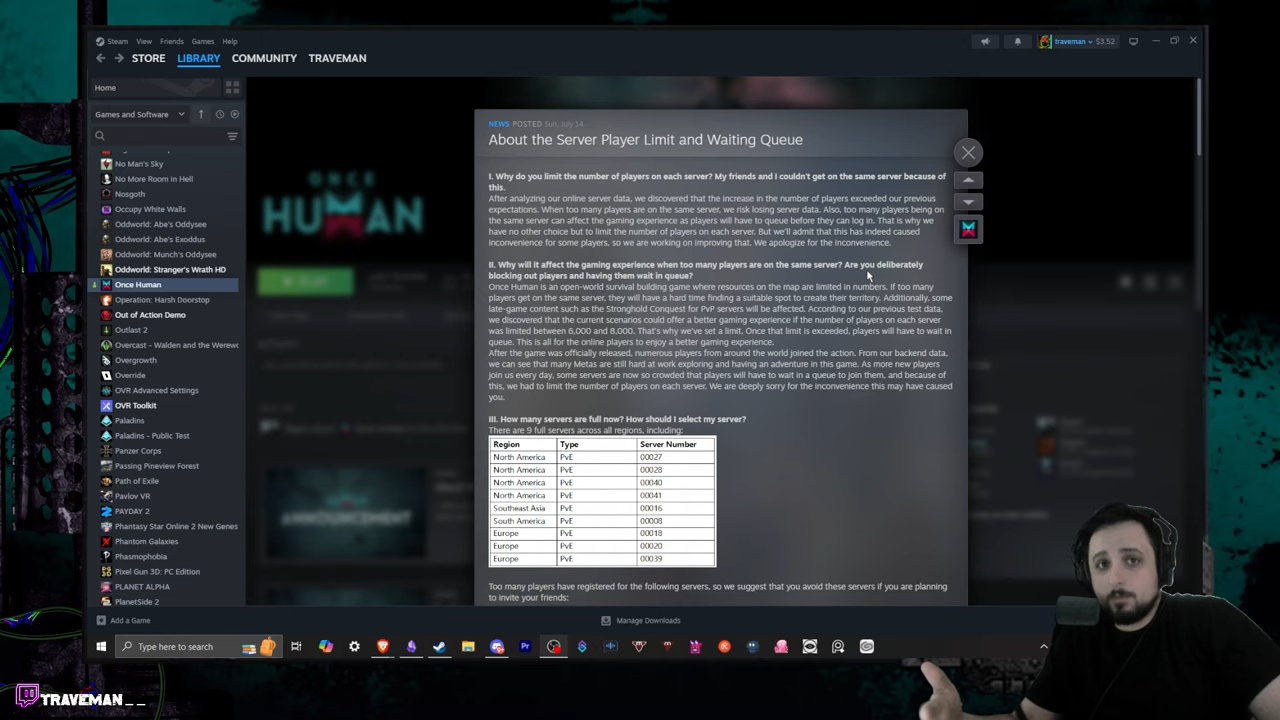 Steam View Friends Games Help
traveman $3.52
STORE LIBRARY COMMUNITY TRAVEMAN
Home
Games and Software
No Man's Sky
No More Room in Hell
Nosgoth
Occupy White Walls
Oddworld: Abe's Oddysee
Oddworld: Abe's Exoddus
Oddworld: Munch's Oddysee
Oddworld: Stranger's Wrath HD
Once Human
Operation: Harsh Doorstop
Out of Action Demo
Outlast 2
Overcast - Walden and the Werewo
Overgrowth
Override
OVR Advanced Settings
OVR Toolkit
Paladins
Paladins - Public Test
Panzer Corps
Passing Pineview Forest
Path of Exile
Pavlov VR
PAYDAY 2
Phantasy Star Online 2 New Genes
Phantom Galaxies
Phasmophobia
Pixel Gun 3D: PC Edition
PLANET ALPHA
PlanetSide 2
ONCE
HUMAN
PLAY
ANNOUNCEMENT
NEWS POSTED Sun, July 14
About the Server Player Limit and Waiting Queue
I. Why do you limit the number of players on each server? My friends and I couldn't get on the same server because of
this.
After analyzing our online server data, we discovered that the increase in the number of players exceeded our previous
expectations. When too many players are on the same server, we risk losing server data. Also, too many players being on
the same server can affect the gaming experience as players will have to queue before they can log in. That is why we
have no other choice but to limit the number of players on each server. But we'll admit that this has indeed caused
inconvenience for some players, so we are working on improving that. We apologize for the inconvenience.
II. Why will it affect the gaming experience when too many players are on the same server? Are you deliberately
blocking out players and having them wait in queue?
Once Human is an open-world survival building game where resources on the map are limited in numbers. If too many
players get on the same server, they will have a hard time finding a suitable spot to create their territory. Additionally, some
late-game content such as the Stronghold Conquest for PvP servers will be affected. According to our previous test data,
we discovered that the current scenarios could offer a better gaming experience if the number of players on each server
was limited between 6,000 and 8,000. That's why we've set a limit. Once that limit is exceeded, players will have to wait in
queue. This is all for the online players to enjoy a better gaming experience.
After the game was officially released, numerous players from around the world joined the action. From our backend data,
we can see that many Metas are still hard at work exploring and having an adventure in this game. As more new players
join us every day, some servers are now so crowded that players will have to wait in a queue to join them, and because of
this, we had to limit the number of players on each server. We are deeply sorry for the inconvenience this may have caused
you.
III. How many servers are full now? How should I select my server?
There are 9 full servers across all regions, including:
Region Type Server Number
North America PvE 00027
North America PvE 00028
North America PvE 00040
North America PvE 00041
Southeast Asia PvE 00016
South America PvE 00008
Europe PvE 00018
Europe PvE 00020
Europe PvE 00039
Too many players have registered for the following servers, so we suggest that you avoid these servers if you are planning
to invite your friends:
Add a Game
Manage Downloads
Type here to search
Pr
TRAVEMAN__